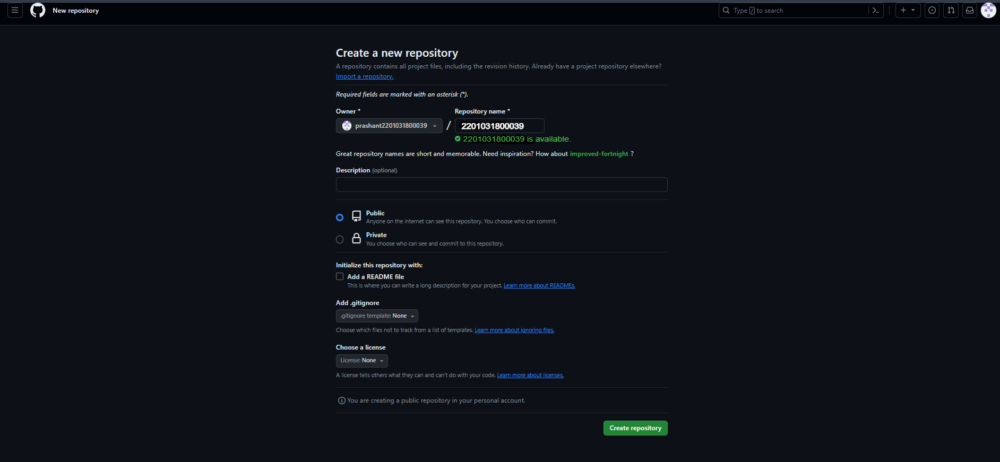 New repository
Type / to search
Create a new repository
A repository contains all project files, including the revision history. Already have a project repository elsewhere?
Import a repository.
Required fields are marked with an asterisk (*).
Owner * Repository name *
prashant2201031800039 / 2201031800039
2201031800039 is available.
Great repository names are short and memorable. Need inspiration? How about improved-fortnight ?
Description (optional)
Public
Anyone on the internet can see this repository. You choose who can commit.
Private
You choose who can see and commit to this repository.
Initialize this repository with:
Add a README file
This is where you can write a long description for your project. Learn more about READMEs.
Add .gitignore
.gitignore template: None
Choose which files not to track from a list of templates. Learn more about ignoring files.
Choose a license
License: None
A license tells others what they can and can't do with your code. Learn more about licenses.
You are creating a public repository in your personal account.
Create repository